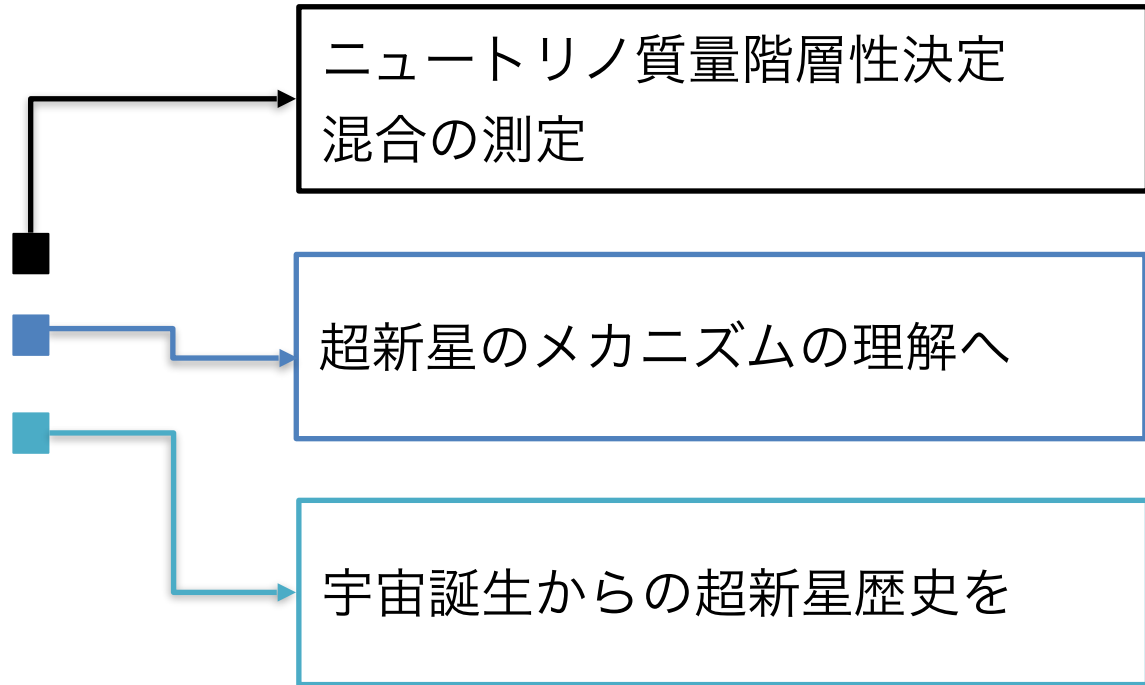 ニュートリノ質量階層性決定
混合の測定
超新星のメカニズムの理解へ
宇宙誕生からの超新星歴史を